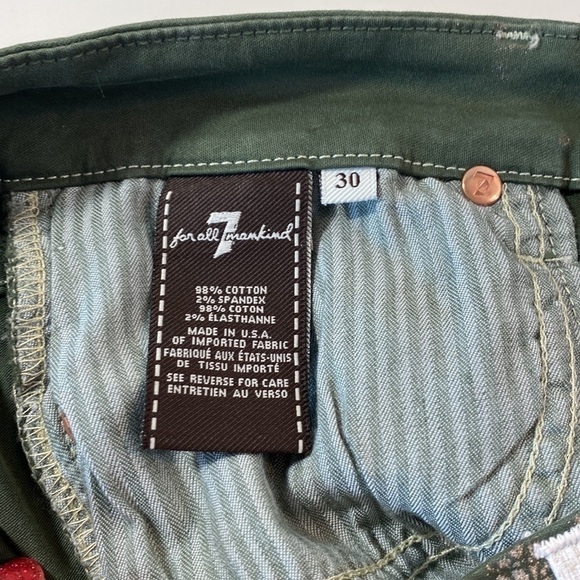 30
7
for all mankind
98% COTTON
2% SPANDEX
98% COTON
2% ÉLASTHANNE
MADE IN U.S.A.
OF IMPORTED FABRIC
FABRIQUÉ AUX ÉTATS-UNIS
DE TISSU IMPORTÉ
SEE REVERSE FOR CARE
ENTRETIEN AU VERSO